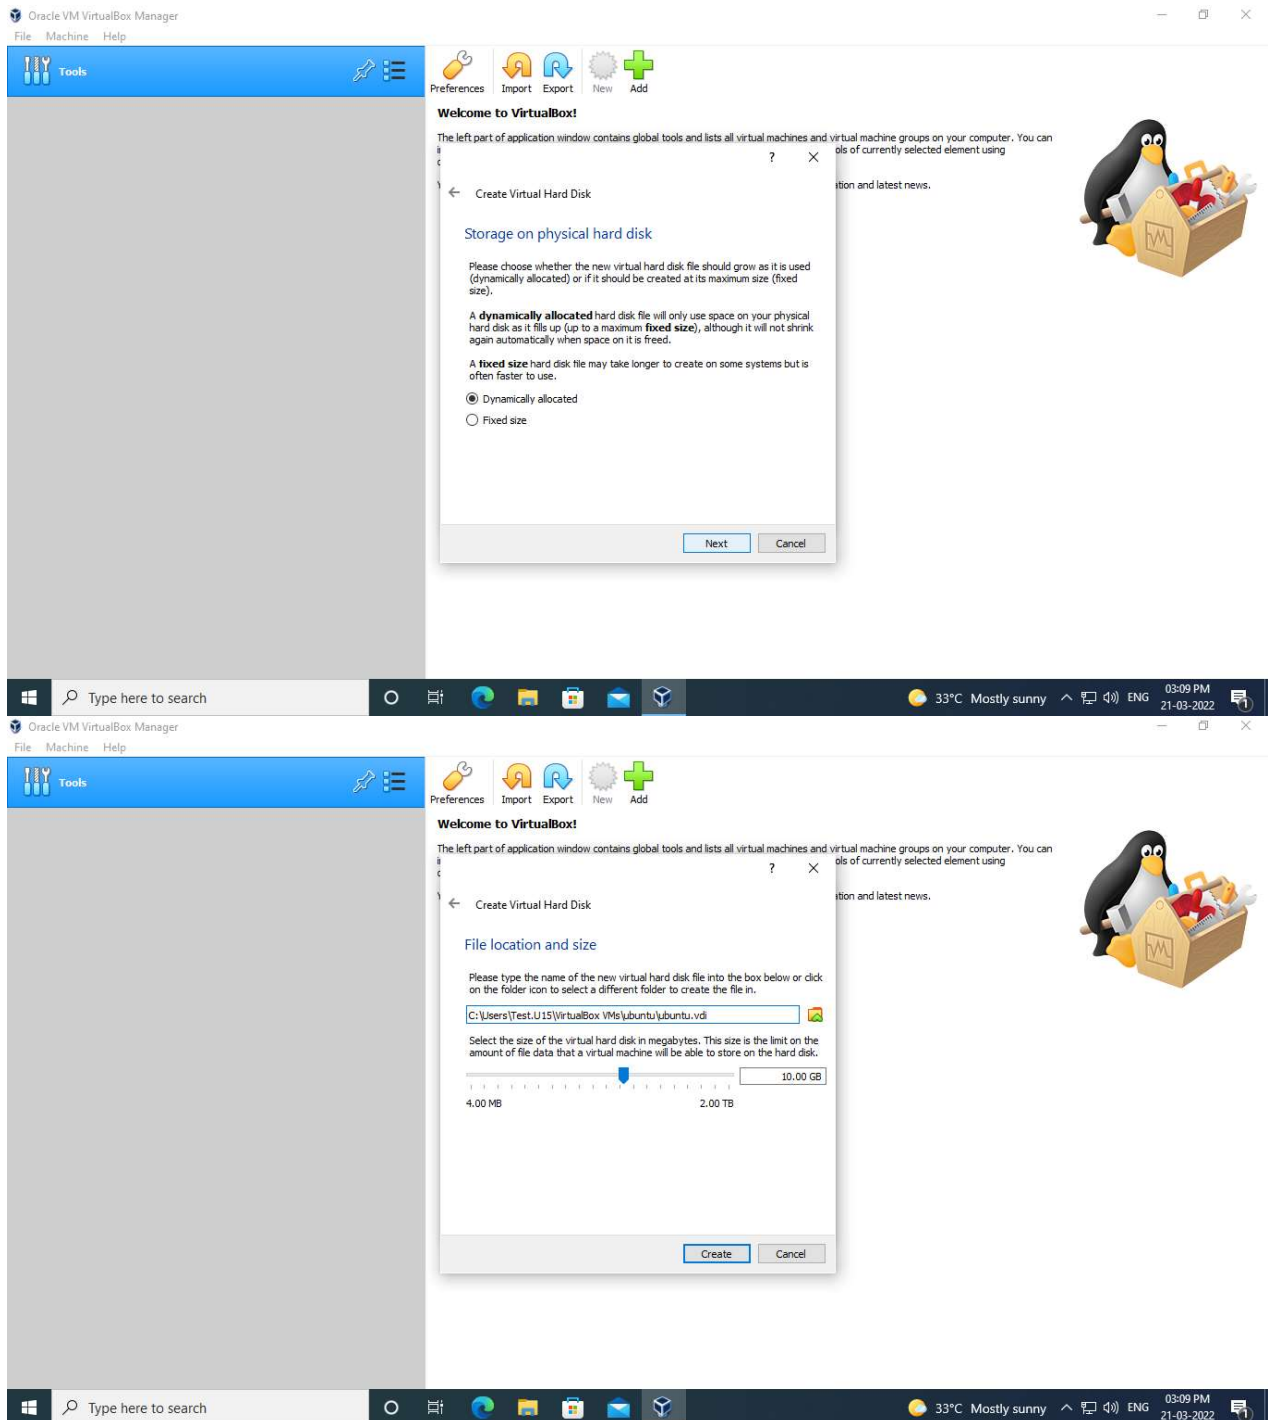 Oracle VM VirtualBox Manager
File Machine Help
Tools
Preferences Import Export New Add
Welcome to VirtualBox!
The left part of application window contains global tools and lists all virtual machines and virtual machine groups on your computer. You can
ols of currently selected element using
tion and latest news.
? ×
← Create Virtual Hard Disk
Storage on physical hard disk
Please choose whether the new virtual hard disk file should grow as it is used
(dynamically allocated) or if it should be created at its maximum size (fixed
size).
A dynamically allocated hard disk file will only use space on your physical
hard disk as it fills up (up to a maximum fixed size), although it will not shrink
again automatically when space on it is freed.
A fixed size hard disk file may take longer to create on some systems but is
often faster to use.
Dynamically allocated
Fixed size
Next Cancel
Type here to search
33°C Mostly sunny ENG 03:09 PM
21-03-2022
1
Oracle VM VirtualBox Manager
File Machine Help
Tools
Preferences Import Export New Add
Welcome to VirtualBox!
The left part of application window contains global tools and lists all virtual machines and virtual machine groups on your computer. You can
ols of currently selected element using
tion and latest news.
? ×
← Create Virtual Hard Disk
File location and size
Please type the name of the new virtual hard disk file into the box below or click
on the folder icon to select a different folder to create the file in.
C:\Users\Test.U15\VirtualBox VMs\ubuntu\ubuntu.vdi
Select the size of the virtual hard disk in megabytes. This size is the limit on the
amount of file data that a virtual machine will be able to store on the hard disk.
10.00 GB
4.00 MB 2.00 TB
Create Cancel
Type here to search
33°C Mostly sunny ENG 03:09 PM
21-03-2022